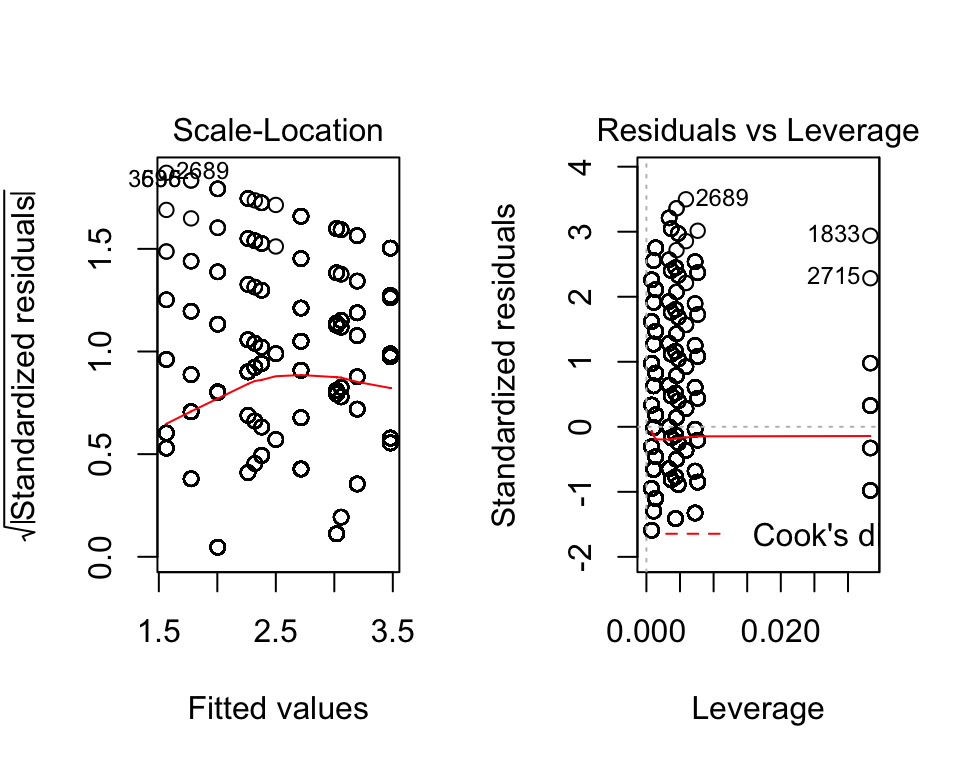 Scale-Location
√|Standardized residuals|
0.0 0.5 1.0 1.5
2689
1.5 2.5 3.5
Fitted values
Residuals vs Leverage
Standardized residuals
-2 -1 0 1 2 3 4
2689
1833
2715
Cook's d
0.000 0.020
Leverage